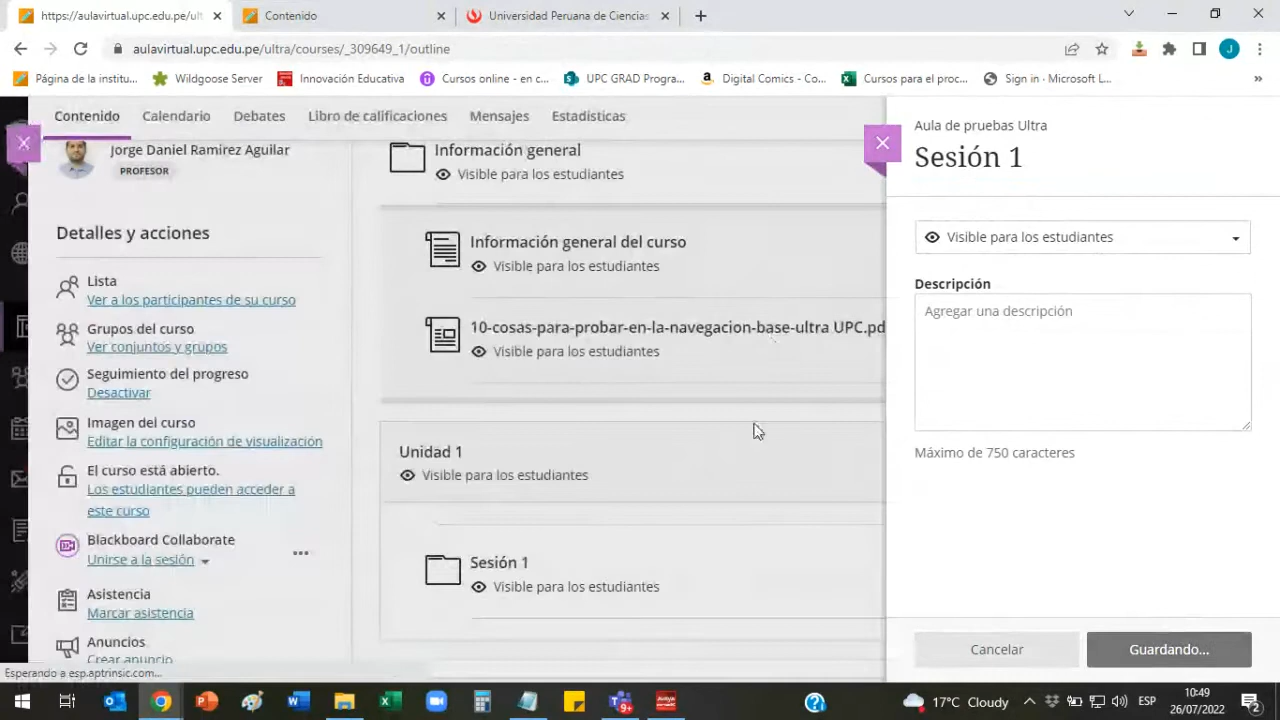 https://aulavirtual.upc.edu.pe/ult
Contenido
Universidad Peruana de Ciencias
aulavirtual.upc.edu.pe/ultra/courses/_309649_1/outline
J
Página de la institu...
Wildgoose Server
Innovación Educativa
Cursos online - en c...
UPC GRAD Progra...
Digital Comics - Co...
Cursos para el proc...
Sign in · Microsoft L...
»
Contenido
Calendario
Debates
Libro de calificaciones
Mensajes
Estadísticas
Jorge Daniel Ramirez Aguilar
PROFESOR
Detalles y acciones
Lista
Ver a los participantes de su curso
Grupos del curso
Ver conjuntos y grupos
Seguimiento del progreso
Desactivar
Imagen del curso
Editar la configuración de visualización
El curso está abierto.
Los estudiantes pueden acceder a
este curso
Blackboard Collaborate
Unirse a la sesión
Asistencia
Marcar asistencia
Anuncios
Crear anuncio
Información general
Visible para los estudiantes
Información general del curso
Visible para los estudiantes
10-cosas-para-probar-en-la-navegacion-base-ultra UPC.pd
Visible para los estudiantes
Unidad 1
Visible para los estudiantes
Sesión 1
Visible para los estudiantes
Aula de pruebas Ultra
Sesión 1
Visible para los estudiantes
Descripción
Agregar una descripción
Máximo de 750 caracteres
Cancelar
Guardando...
Esperando a esp.aptrinsic.com...
17°C Cloudy
ESP
10:49
26/07/2022
2